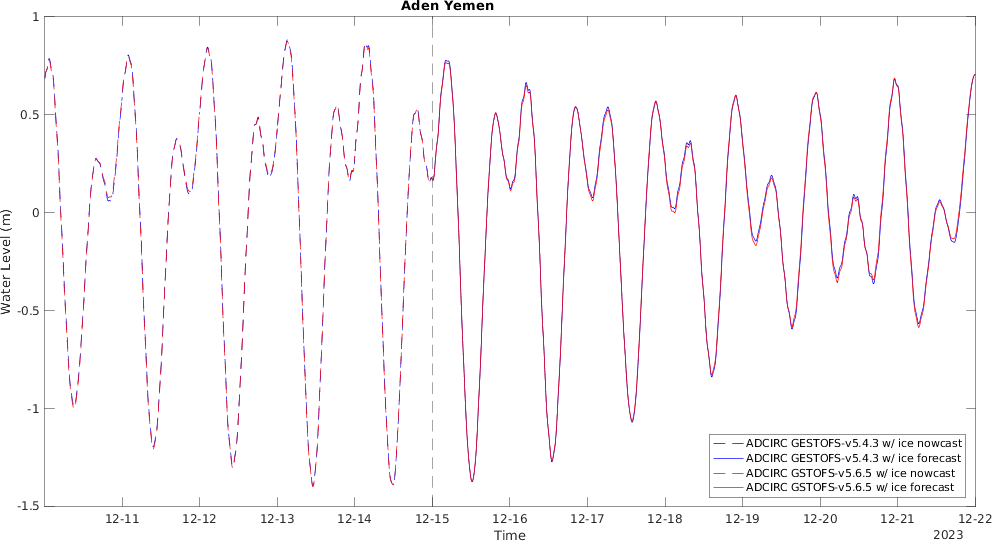 Aden Yemen
1
0.5
0
-0.5
-1
-1.5
Water Level (m)
12-11 12-12 12-13 12-14 12-15 12-16 12-17 12-18 12-19 12-20 12-21 12-22
Time
2023
ADCIRC GESTOFS-v5.4.3 w/ ice nowcast
ADCIRC GESTOFS-v5.4.3 w/ ice forecast
ADCIRC GSTOFS-v5.6.5 w/ ice nowcast
ADCIRC GSTOFS-v5.6.5 w/ ice forecast